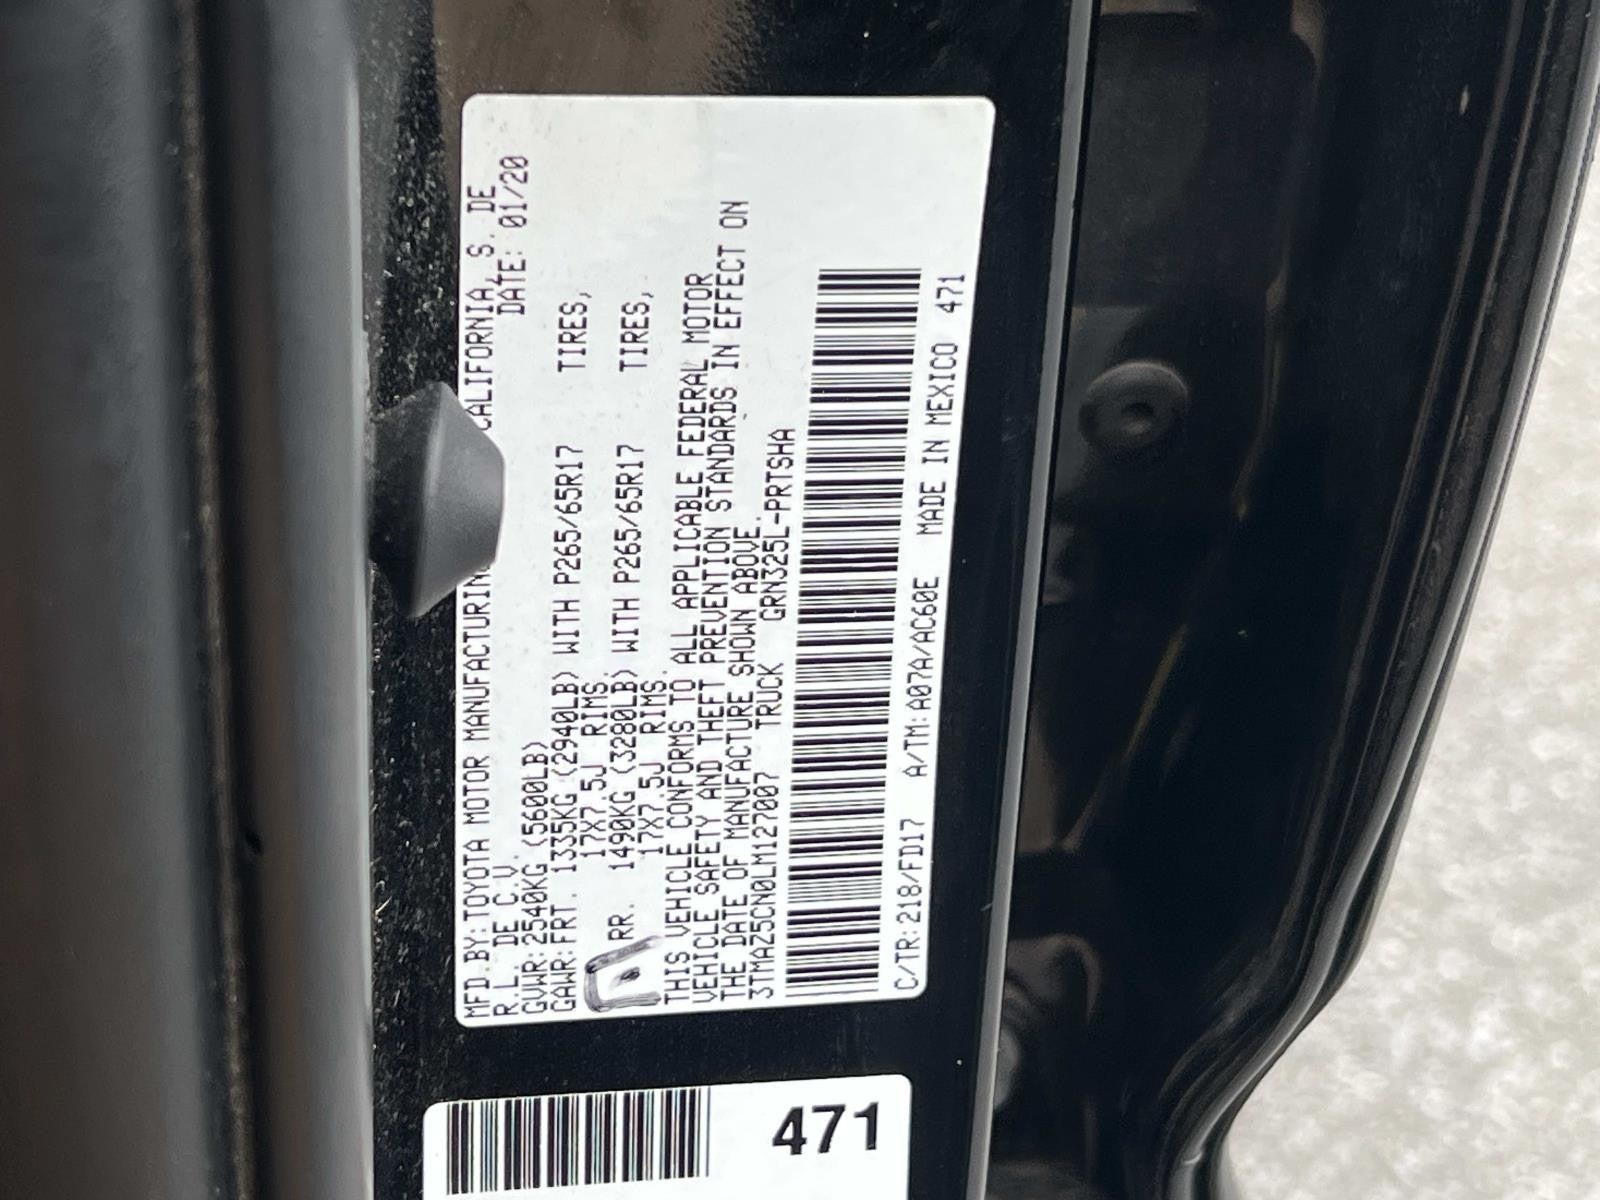 MFD.BY:TOYOTA MOTOR MANUFACTURING CALIFORNIA, S. DE
R.L. DE C.V. DATE: 01/20
GVWR:2540KG (5600LB)
GAWR:FRT. 1335KG (2940LB) WITH P265/65R17 TIRES,
17X7.5J RIMS
RR. 1490KG (3280LB) WITH P265/65R17 TIRES,
17X7.5J RIMS.
THIS VEHICLE CONFORMS TO ALL APPLICABLE FEDERAL MOTOR
VEHICLE SAFETY AND THEFT PREVENTION STANDARDS IN EFFECT ON
THE DATE OF MANUFACTURE SHOWN ABOVE.
3TMAZ5CN0LM127007 TRUCK GRN325L-PRTSHA
C/TR:218/FD17 A/TM:A07A/AC60E MADE IN MEXICO 471
471